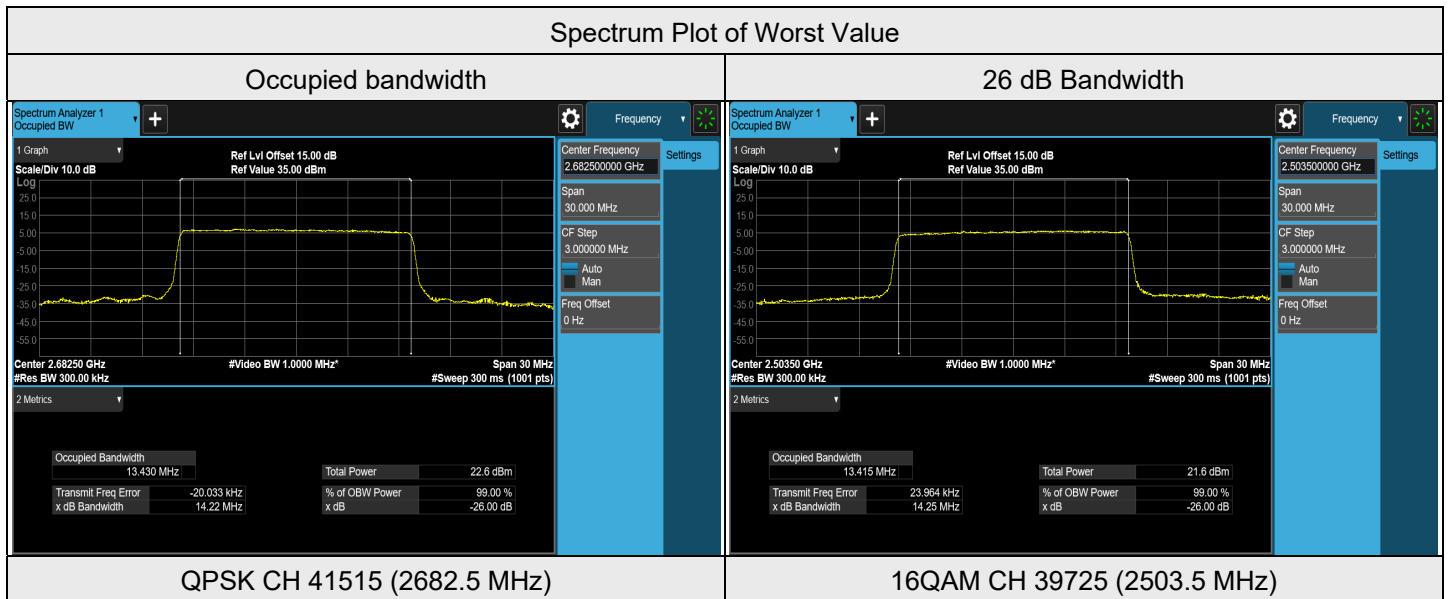 Spectrum Plot of Worst Value
Occupied bandwidth
26 dB Bandwidth
Spectrum Analyzer 1
Occupied BW
+
Frequency
1 Graph
Ref Lvl Offset 15.00 dB
Scale/Div 10.0 dB
Ref Value 35.00 dBm
Log
25.0
15.0
5.00
-5.00
-15.0
-25.0
-35.0
-45.0
-55.0
Center 2.68250 GHz
#Video BW 1.0000 MHz*
Span 30 MHz
#Res BW 300.00 kHz
#Sweep 300 ms (1001 pts)
Center Frequency
2.682500000 GHz
Settings
Span
30.000 MHz
CF Step
3.000000 MHz
Auto
Man
Freq Offset
0 Hz
2 Metrics
Occupied Bandwidth
13.430 MHz
Total Power 22.6 dBm
Transmit Freq Error -20.033 kHz
% of OBW Power 99.00 %
x dB Bandwidth 14.22 MHz
x dB -26.00 dB
Spectrum Analyzer 1
Occupied BW
+
Frequency
1 Graph
Ref Lvl Offset 15.00 dB
Scale/Div 10.0 dB
Ref Value 35.00 dBm
Log
25.0
15.0
5.00
-5.00
-15.0
-25.0
-35.0
-45.0
-55.0
Center 2.50350 GHz
#Video BW 1.0000 MHz*
Span 30 MHz
#Res BW 300.00 kHz
#Sweep 300 ms (1001 pts)
Center Frequency
2.503500000 GHz
Settings
Span
30.000 MHz
CF Step
3.000000 MHz
Auto
Man
Freq Offset
0 Hz
2 Metrics
Occupied Bandwidth
13.415 MHz
Total Power 21.6 dBm
Transmit Freq Error 23.964 kHz
% of OBW Power 99.00 %
x dB Bandwidth 14.25 MHz
x dB -26.00 dB
QPSK CH 41515 (2682.5 MHz)
16QAM CH 39725 (2503.5 MHz)